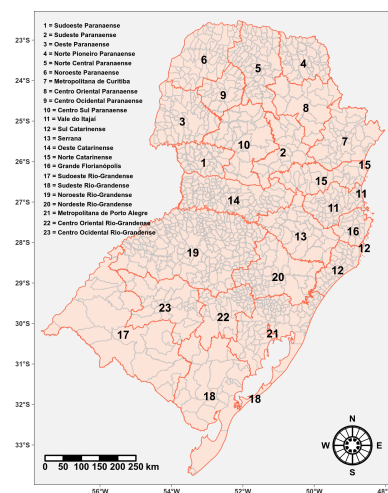 23°S
24°S
25°S
26°S
27°S
28°S
29°S
30°S
31°S
32°S
33°S
1 = Sudoeste Paranaense
2 = Sudeste Paranaense
3 = Oeste Paranaense
4 = Norte Pioneiro Paranaense
5 = Norte Central Paranaense
6 = Noroeste Paranaense
7 = Metropolitana de Curitiba
8 = Centro Oriental Paranaense
9 = Centro Ocidental Paranaense
10 = Centro Sul Paranaense
11 = Vale do Itajaí
12 = Sul Catarinense
13 = Serrana
14 = Oeste Catarinense
15 = Norte Catarinense
16 = Grande Florianópolis
17 = Sudoeste Rio-Grandense
18 = Sudeste Rio-Grandense
19 = Noroeste Rio-Grandense
20 = Nordeste Rio-Grandense
21 = Metropolitana de Porto Alegre
22 = Centro Oriental Rio-Grandense
23 = Centro Ocidental Rio-Grandense
6
5
4
9
8
3
10
7
2
1
15
15
14
11
11
16
13
12
19
12
20
23
22
17
21
18
18
N
W
E
S
0 50 100 150 200 250 km
56°W
54°W
52°W
50°W
48°